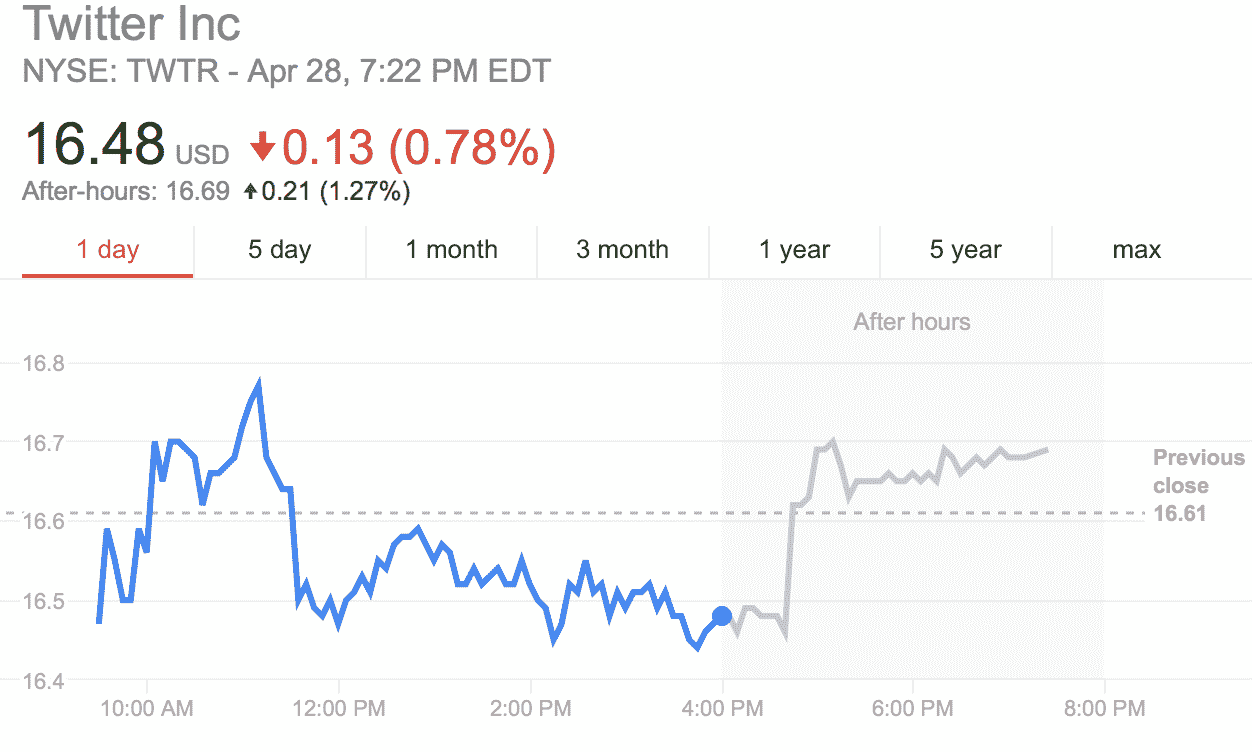 Twitter Inc
NYSE: TWTR - Apr 28, 7:22 PM EDT
16.48 USD ↓0.13 (0.78%)
After-hours: 16.69 ↑0.21 (1.27%)
1 day 5 day 1 month 3 month 1 year 5 year max
After hours
16.8
16.7
16.6
16.5
16.4
Previous
close
16.61
10:00 AM 12:00 PM 2:00 PM 4:00 PM 6:00 PM 8:00 PM